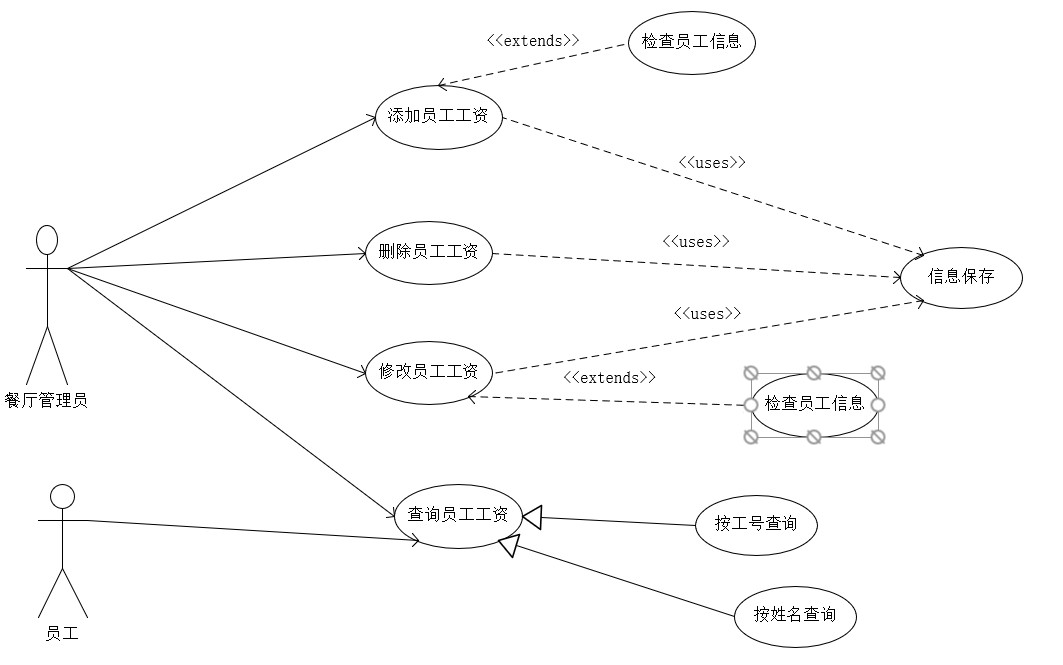 <<extends>>
检查员工信息
添加员工工资
<<uses>>
<<uses>>
删除员工工资
信息保存
<<uses>>
修改员工工资
<<extends>>
检查员工信息
餐厅管理员
查询员工工资
按工号查询
按姓名查询
员工